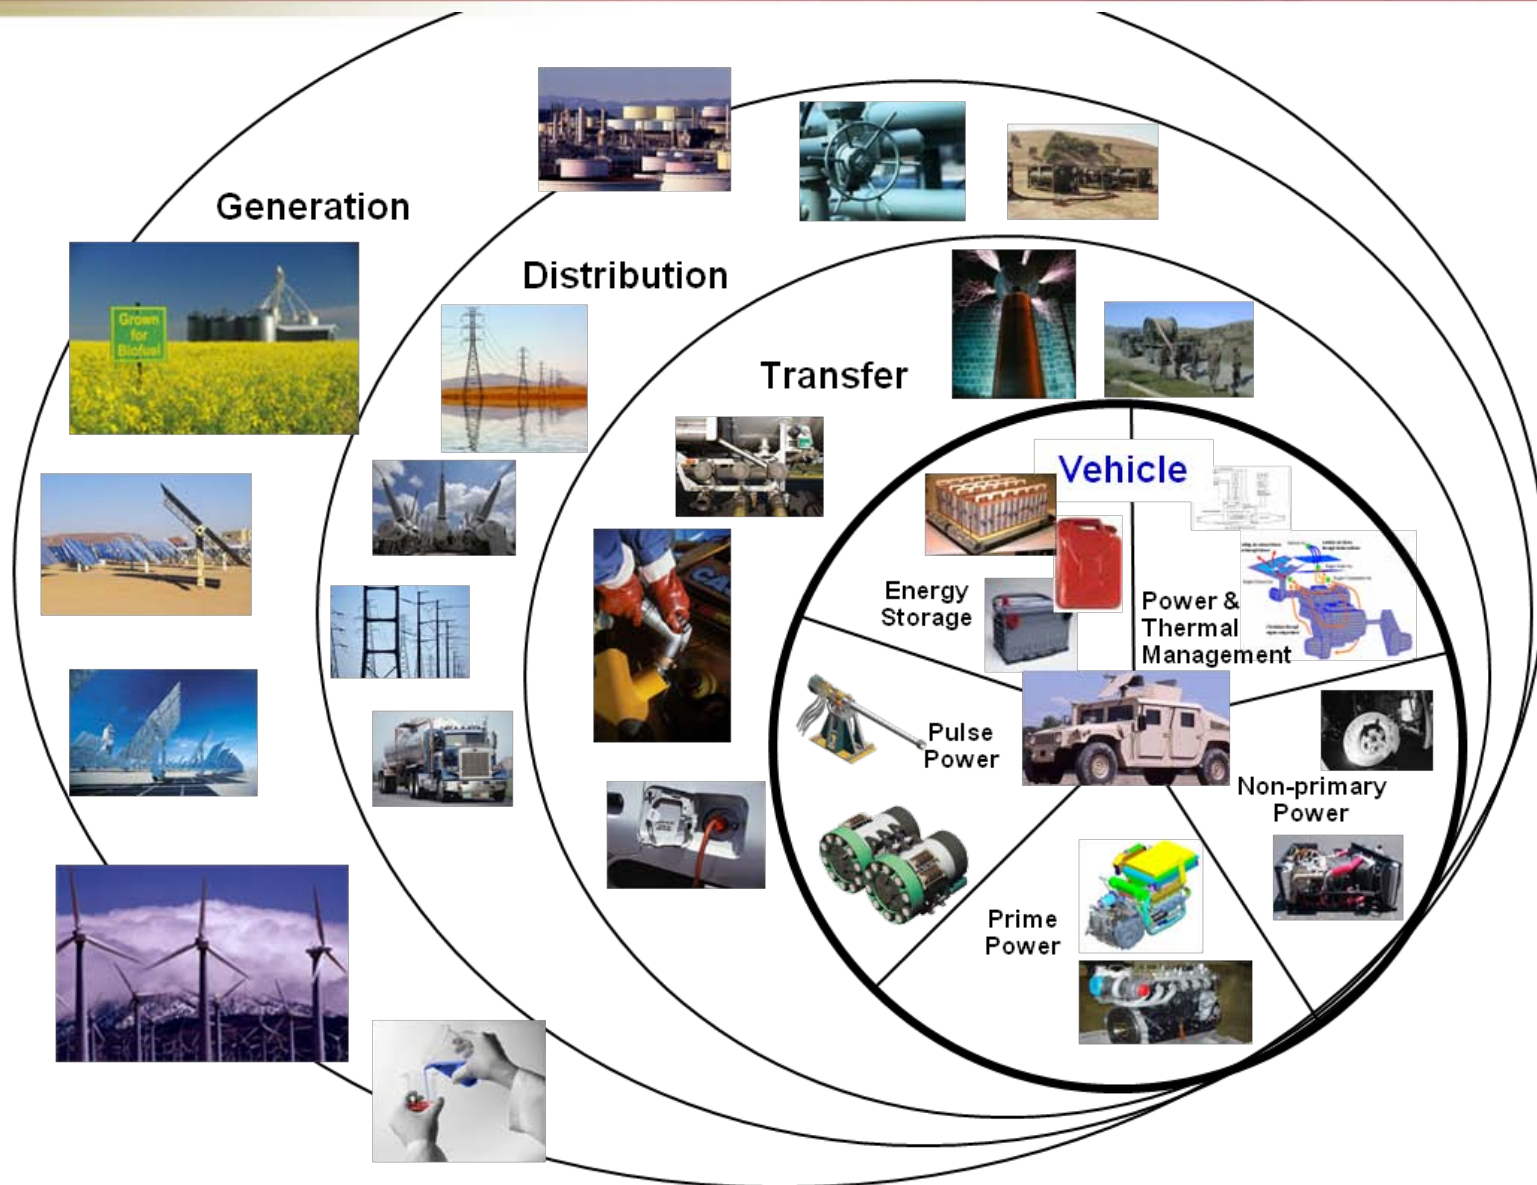 Generation
Grown
for
Biofuel
Distribution
Transfer
Vehicle
Energy
Storage
Power &
Thermal
Management
Pulse
Power
Non-primary
Power
Prime
Power